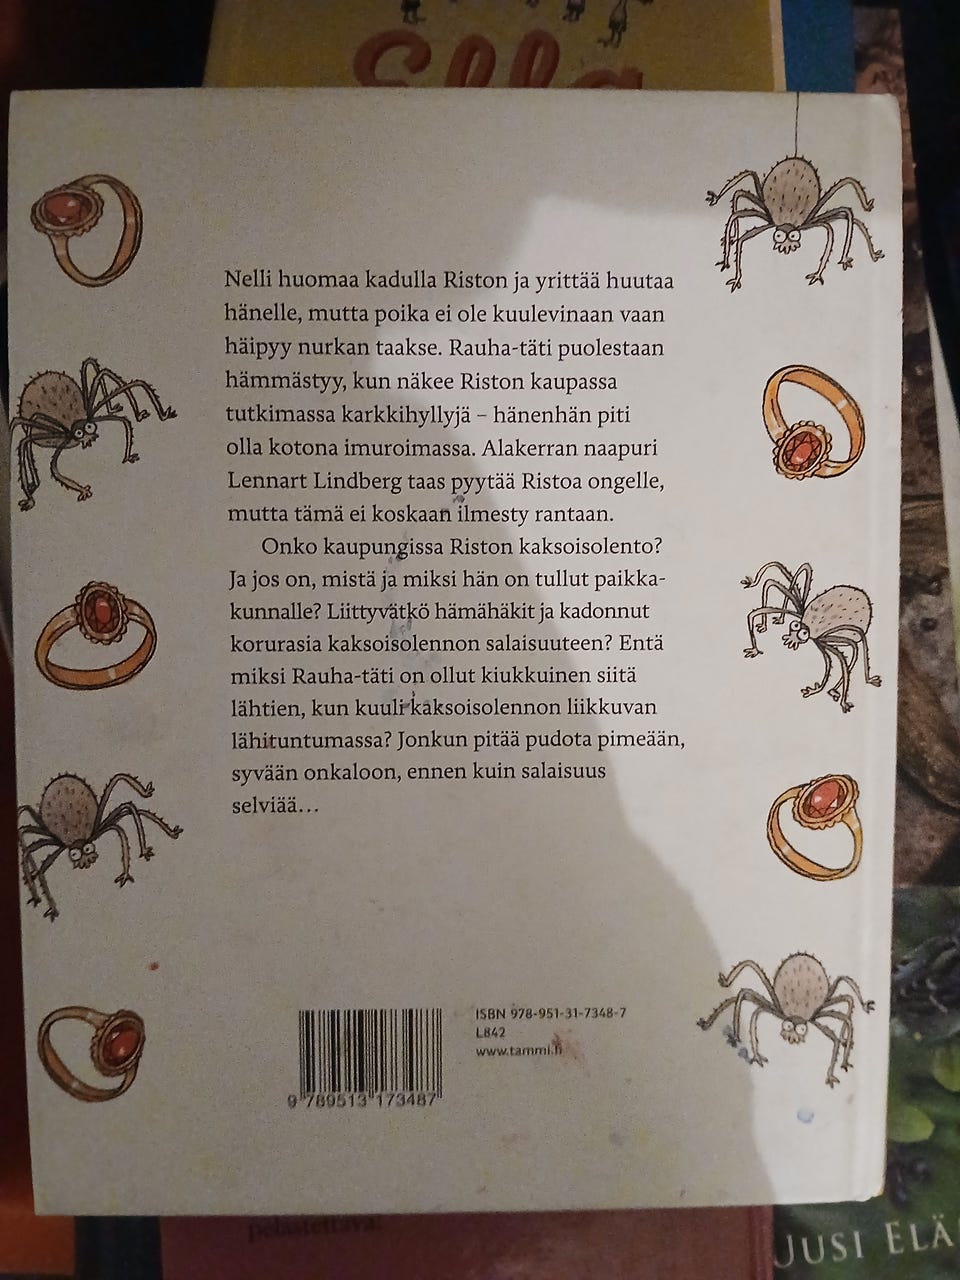 Ella
Nelli huomaa kadulla Riston ja yrittää huutaa
hänelle, mutta poika ei ole kuulevinaan vaan
häipyy nurkan taakse. Rauha-täti puolestaan
hämmästyy, kun näkee Riston kaupassa
tutkimassa karkkihyllyjä – hänenhän piti
olla kotona imuroimassa. Alakerran naapuri
Lennart Lindberg taas pyytää Ristoa ongelle,
mutta tämä ei koskaan ilmesty rantaan.
Onko kaupungissa Riston kaksoisolento?
Ja jos on, mistä ja miksi hän on tullut paikka-
kunnalle? Liittyvätkö hämähäkit ja kadonnut
korurasia kaksoisolennon salaisuuteen? Entä
miksi Rauha-täti on ollut kiukkuinen siitä
lähtien, kun kuuli kaksoisolennon liikkuvan
lähituntumassa? Jonkun pitää pudota pimeään,
syvään onkaloon, ennen kuin salaisuus
selviää...
ISBN 978-951-31-7348-7
L842
www.tammi.fi
9 789513 173487
pelastettava!
UUSI ELÄ